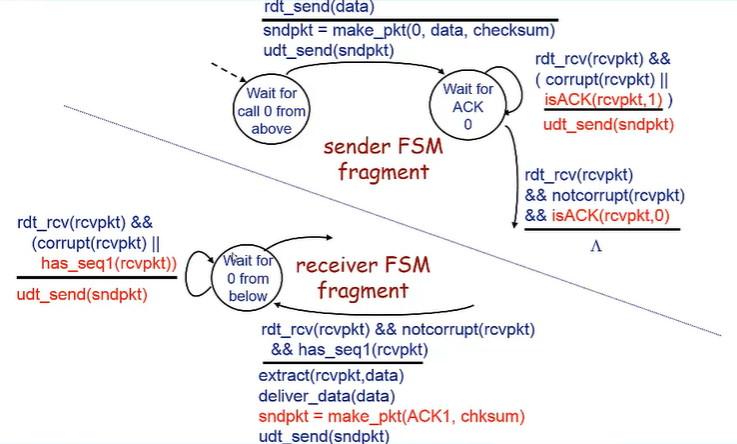 rdt_send(data)
sndpkt = make_pkt(0, data, checksum)
udt_send(sndpkt)
Wait for
call 0 from
above
Wait for
ACK
0
rdt_rcv(rcvpkt) &&
( corrupt(rcvpkt) ||
isACK(rcvpkt,1) )
udt_send(sndpkt)
sender FSM
fragment
rdt_rcv(rcvpkt)
&& notcorrupt(rcvpkt)
&& isACK(rcvpkt,0)
Λ
rdt_rcv(rcvpkt) &&
(corrupt(rcvpkt) ||
has_seq1(rcvpkt))
udt_send(sndpkt)
Wait for
0 from
below
receiver FSM
fragment
rdt_rcv(rcvpkt) && notcorrupt(rcvpkt)
&& has_seq1(rcvpkt)
extract(rcvpkt,data)
deliver_data(data)
sndpkt = make_pkt(ACK1, chksum)
udt_send(sndpkt)